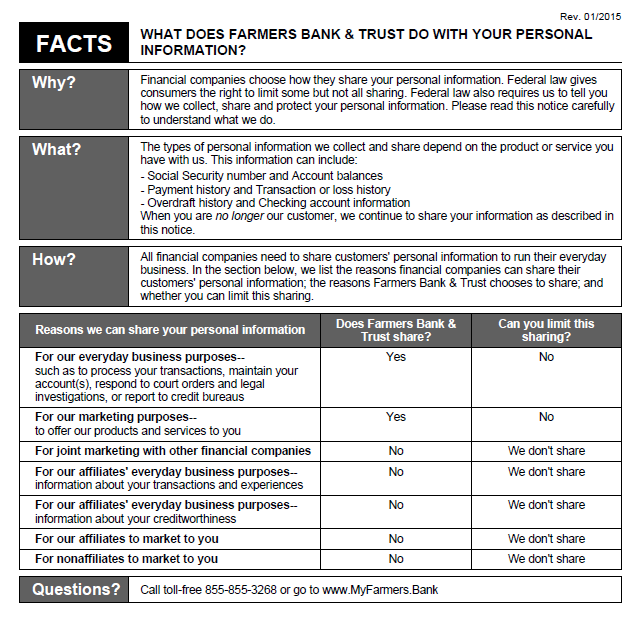 Rev. 01/2015
FACTS
WHAT DOES FARMERS BANK & TRUST DO WITH YOUR PERSONAL
INFORMATION?
Why?
Financial companies choose how they share your personal information. Federal law gives
consumers the right to limit some but not all sharing. Federal law also requires us to tell you
how we collect, share and protect your personal information. Please read this notice carefully
to understand what we do.
What?
The types of personal information we collect and share depend on the product or service you
have with us. This information can include:
- Social Security number and Account balances
- Payment history and Transaction or loss history
- Overdraft history and Checking account information
When you are no longer our customer, we continue to share your information as described in
this notice.
How?
All financial companies need to share customers' personal information to run their everyday
business. In the section below, we list the reasons financial companies can share their
customers' personal information; the reasons Farmers Bank & Trust chooses to share; and
whether you can limit this sharing.
Reasons we can share your personal information
Does Farmers Bank &
Trust share?
Can you limit this
sharing?
For our everyday business purposes--
such as to process your transactions, maintain your
account(s), respond to court orders and legal
investigations, or report to credit bureaus
Yes
No
For our marketing purposes--
to offer our products and services to you
Yes
No
For joint marketing with other financial companies
No
We don't share
For our affiliates' everyday business purposes--
information about your transactions and experiences
No
We don't share
For our affiliates' everyday business purposes--
information about your creditworthiness
No
We don't share
For our affiliates to market to you
No
We don't share
For nonaffiliates to market to you
No
We don't share
Questions?
Call toll-free 855-855-3268 or go to www.MyFarmers.Bank